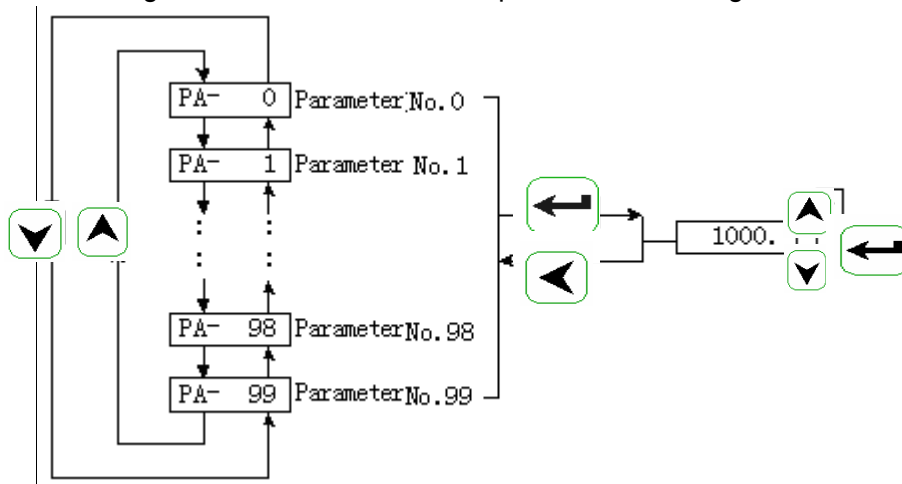 PA- 0 Parameter No.0
PA- 1 Parameter No.1
: :
: :
1000.
PA- 98 Parameter No.98
PA- 99 Parameter No.99